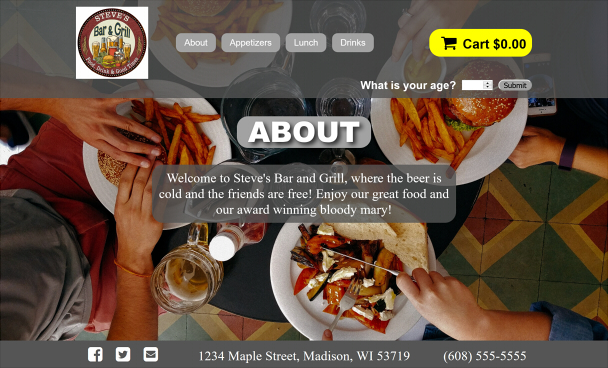 STEVE'S
Bar & Grill
Food, Drink & Good Times
About
Appetizers
Lunch
Drinks
Cart $0.00
What is your age?
Submit
ABOUT
Welcome to Steve's Bar and Grill, where the beer is
cold and the friends are free! Enjoy our great food and
our award winning bloody mary!
1234 Maple Street, Madison, WI 53719
(608) 555-5555